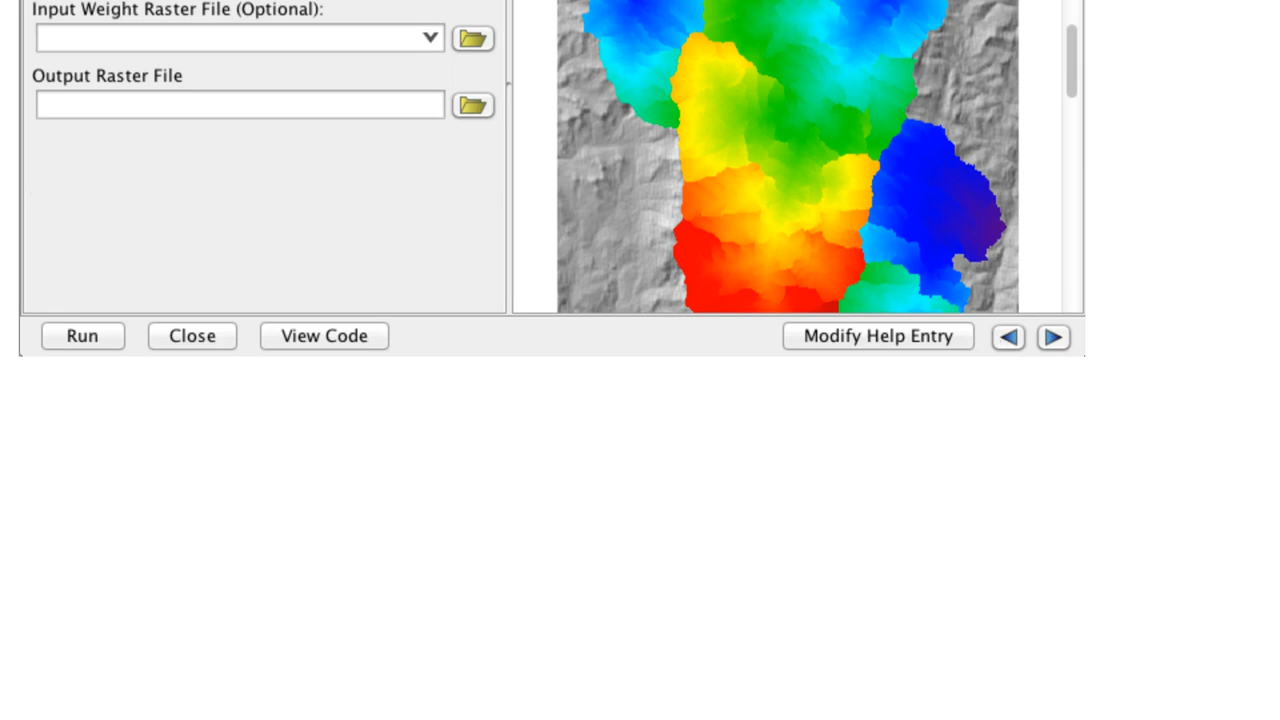 Input Weight Raster File (Optional):
Output Raster File
Run Close View Code Modify Help Entry